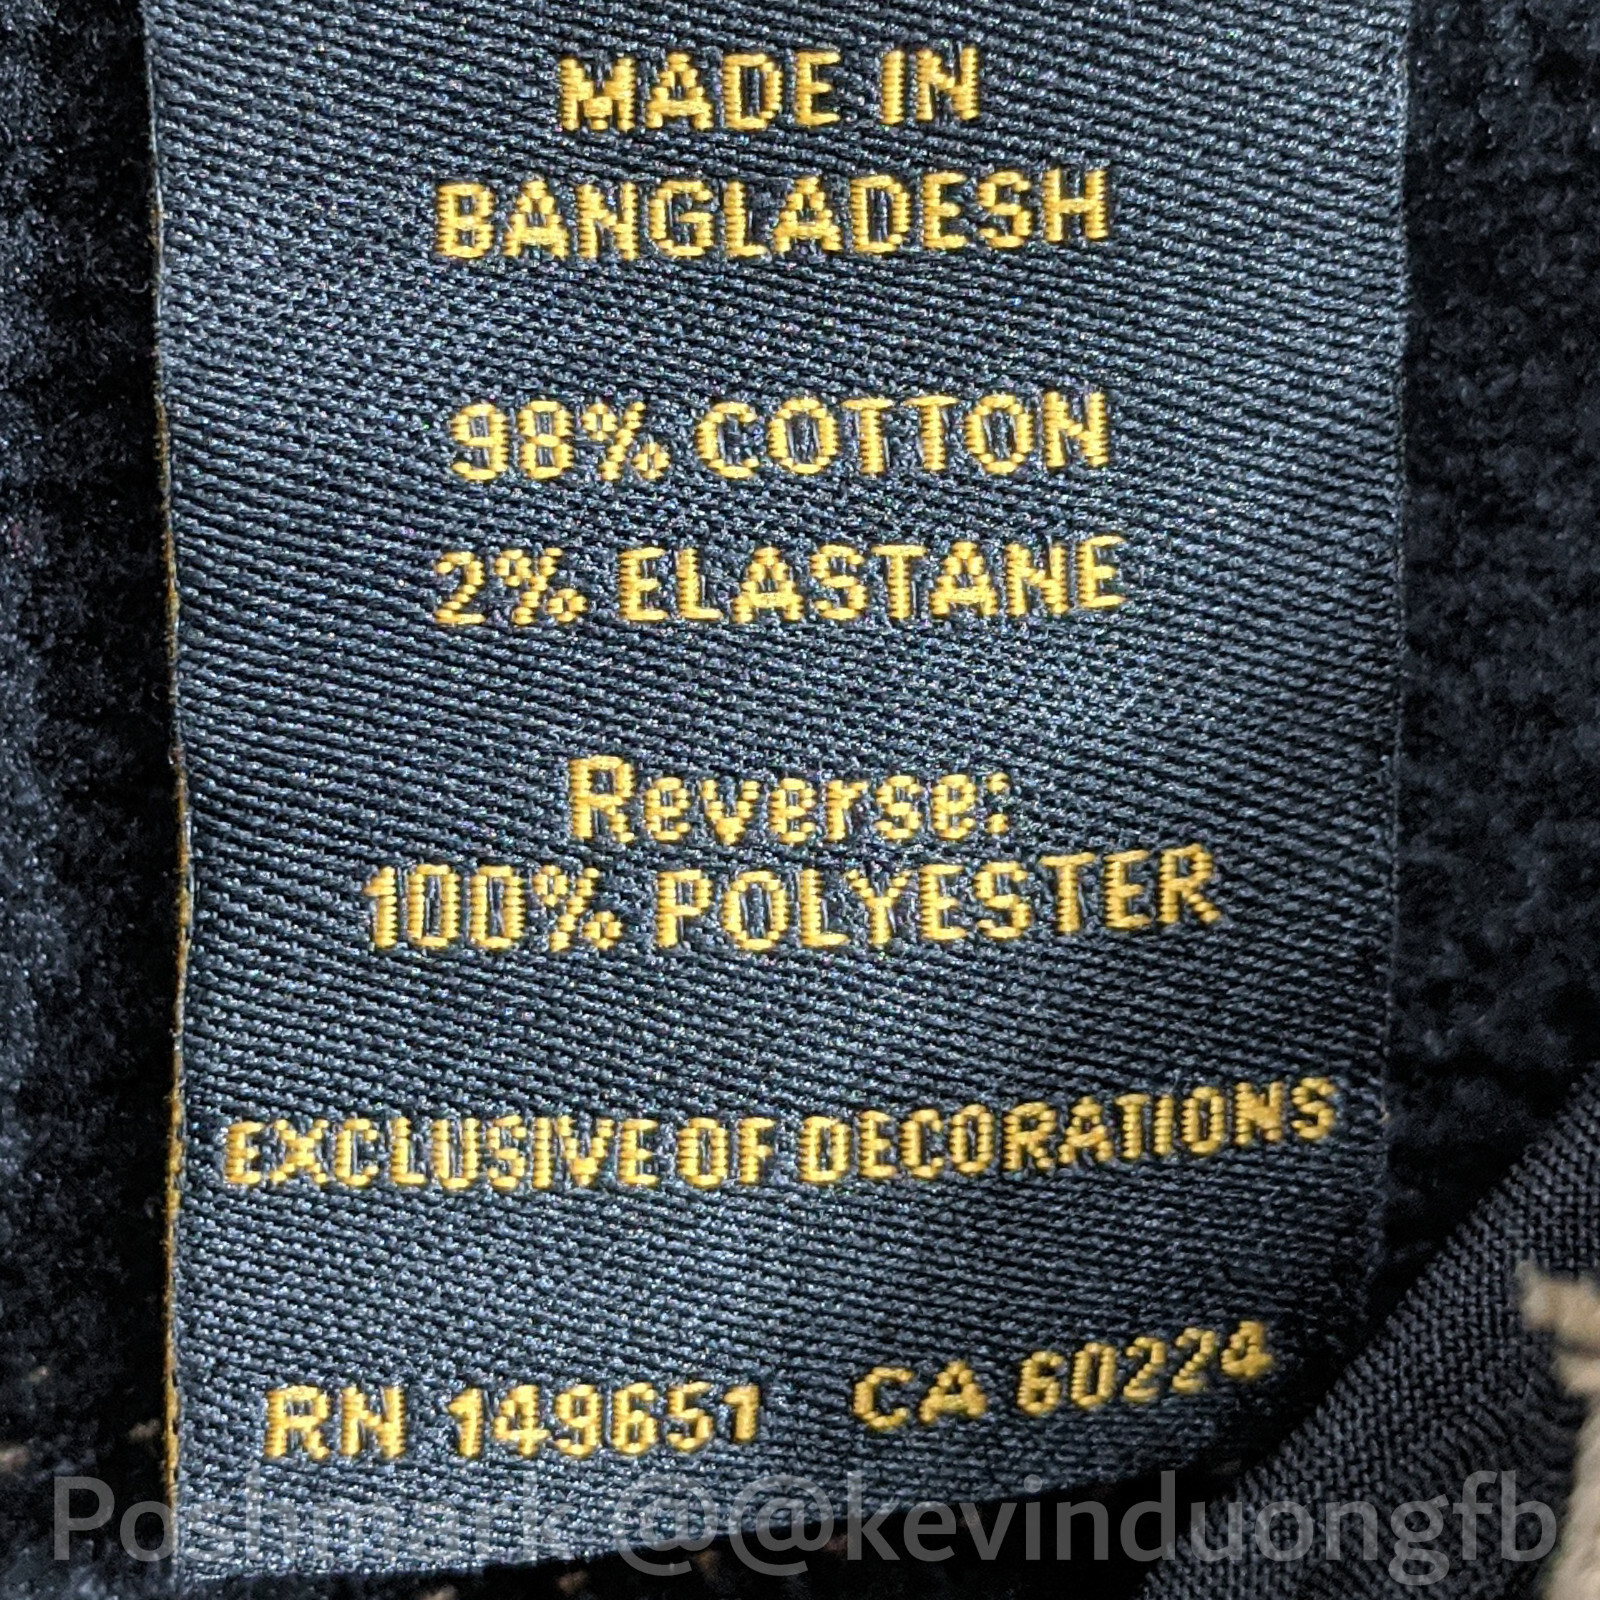 MADE IN
BANGLADESH
98% COTTON
2% ELASTANE
Reverse:
100% POLYESTER
EXCLUSIVE OF DECORATIONS
RN 149651 CA 60224
Poshmark @@kevinduongfb